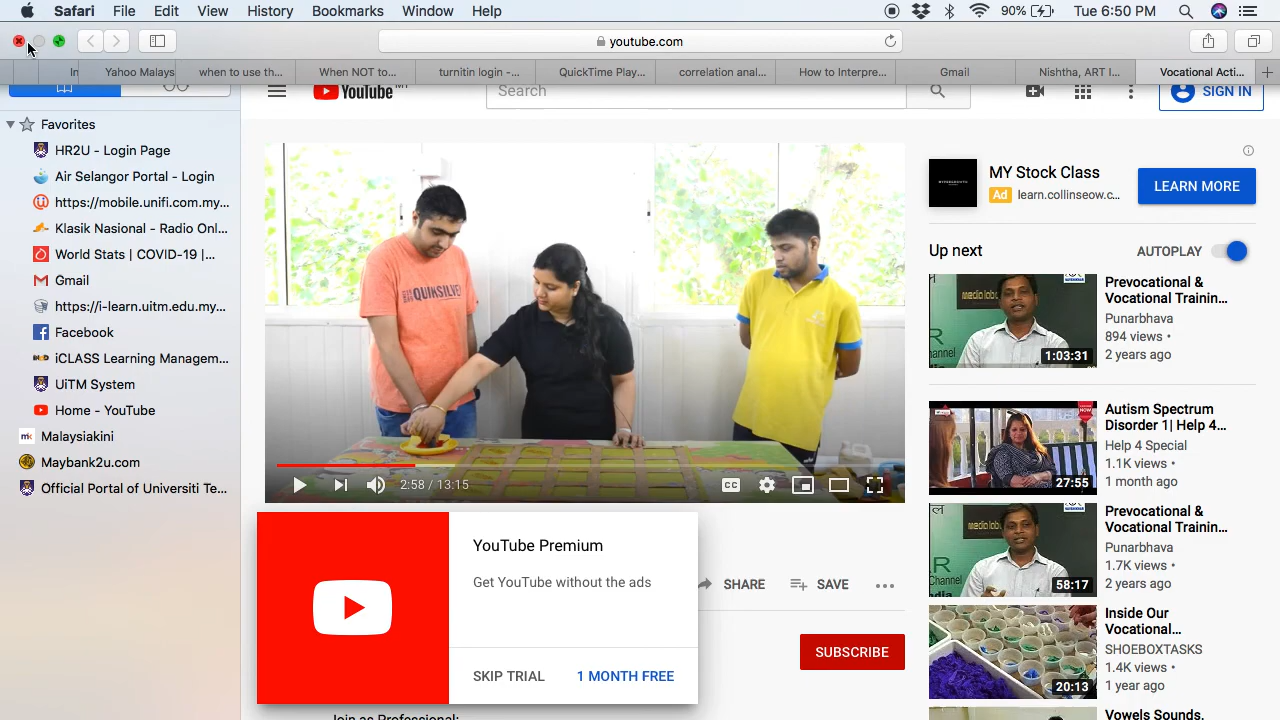 Safari File Edit View History Bookmarks Window Help 90% Tue 6:50 PM
youtube.com
In Yahoo Malays when to use th... When NOT to... turnitin login -... QuickTime Play... correlation anal... How to Interpre... Gmail Nishtha, ART I... Vocational Acti...
YouTube MY Search SIGN IN
Favorites
HR2U - Login Page
Air Selangor Portal - Login
https://mobile.unifi.com.my...
Klasik Nasional - Radio Onl...
World Stats | COVID-19 |...
Gmail
https://i-learn.uitm.edu.my...
Facebook
iCLASS Learning Managem...
UiTM System
Home - YouTube
Malaysiakini
Maybank2u.com
Official Portal of Universiti Te...
QUIKSILVER
2:58 / 13:15
CC
YouTube Premium
Get YouTube without the ads
SKIP TRIAL 1 MONTH FREE
SHARE SAVE
SUBSCRIBE
Join as Professional:
MY Stock Class
Ad learn.collinseow.c...
LEARN MORE
Up next AUTOPLAY
Prevocational &
Vocational Trainin...
Punarbhava
894 views •
2 years ago
1:03:31
Autism Spectrum
Disorder 1| Help 4...
Help 4 Special
1.1K views •
1 month ago
27:55
Prevocational &
Vocational Trainin...
Punarbhava
1.7K views •
2 years ago
58:17
Inside Our
Vocational...
SHOEBOXTASKS
1.4K views •
1 year ago
20:13
Vowels Sounds,